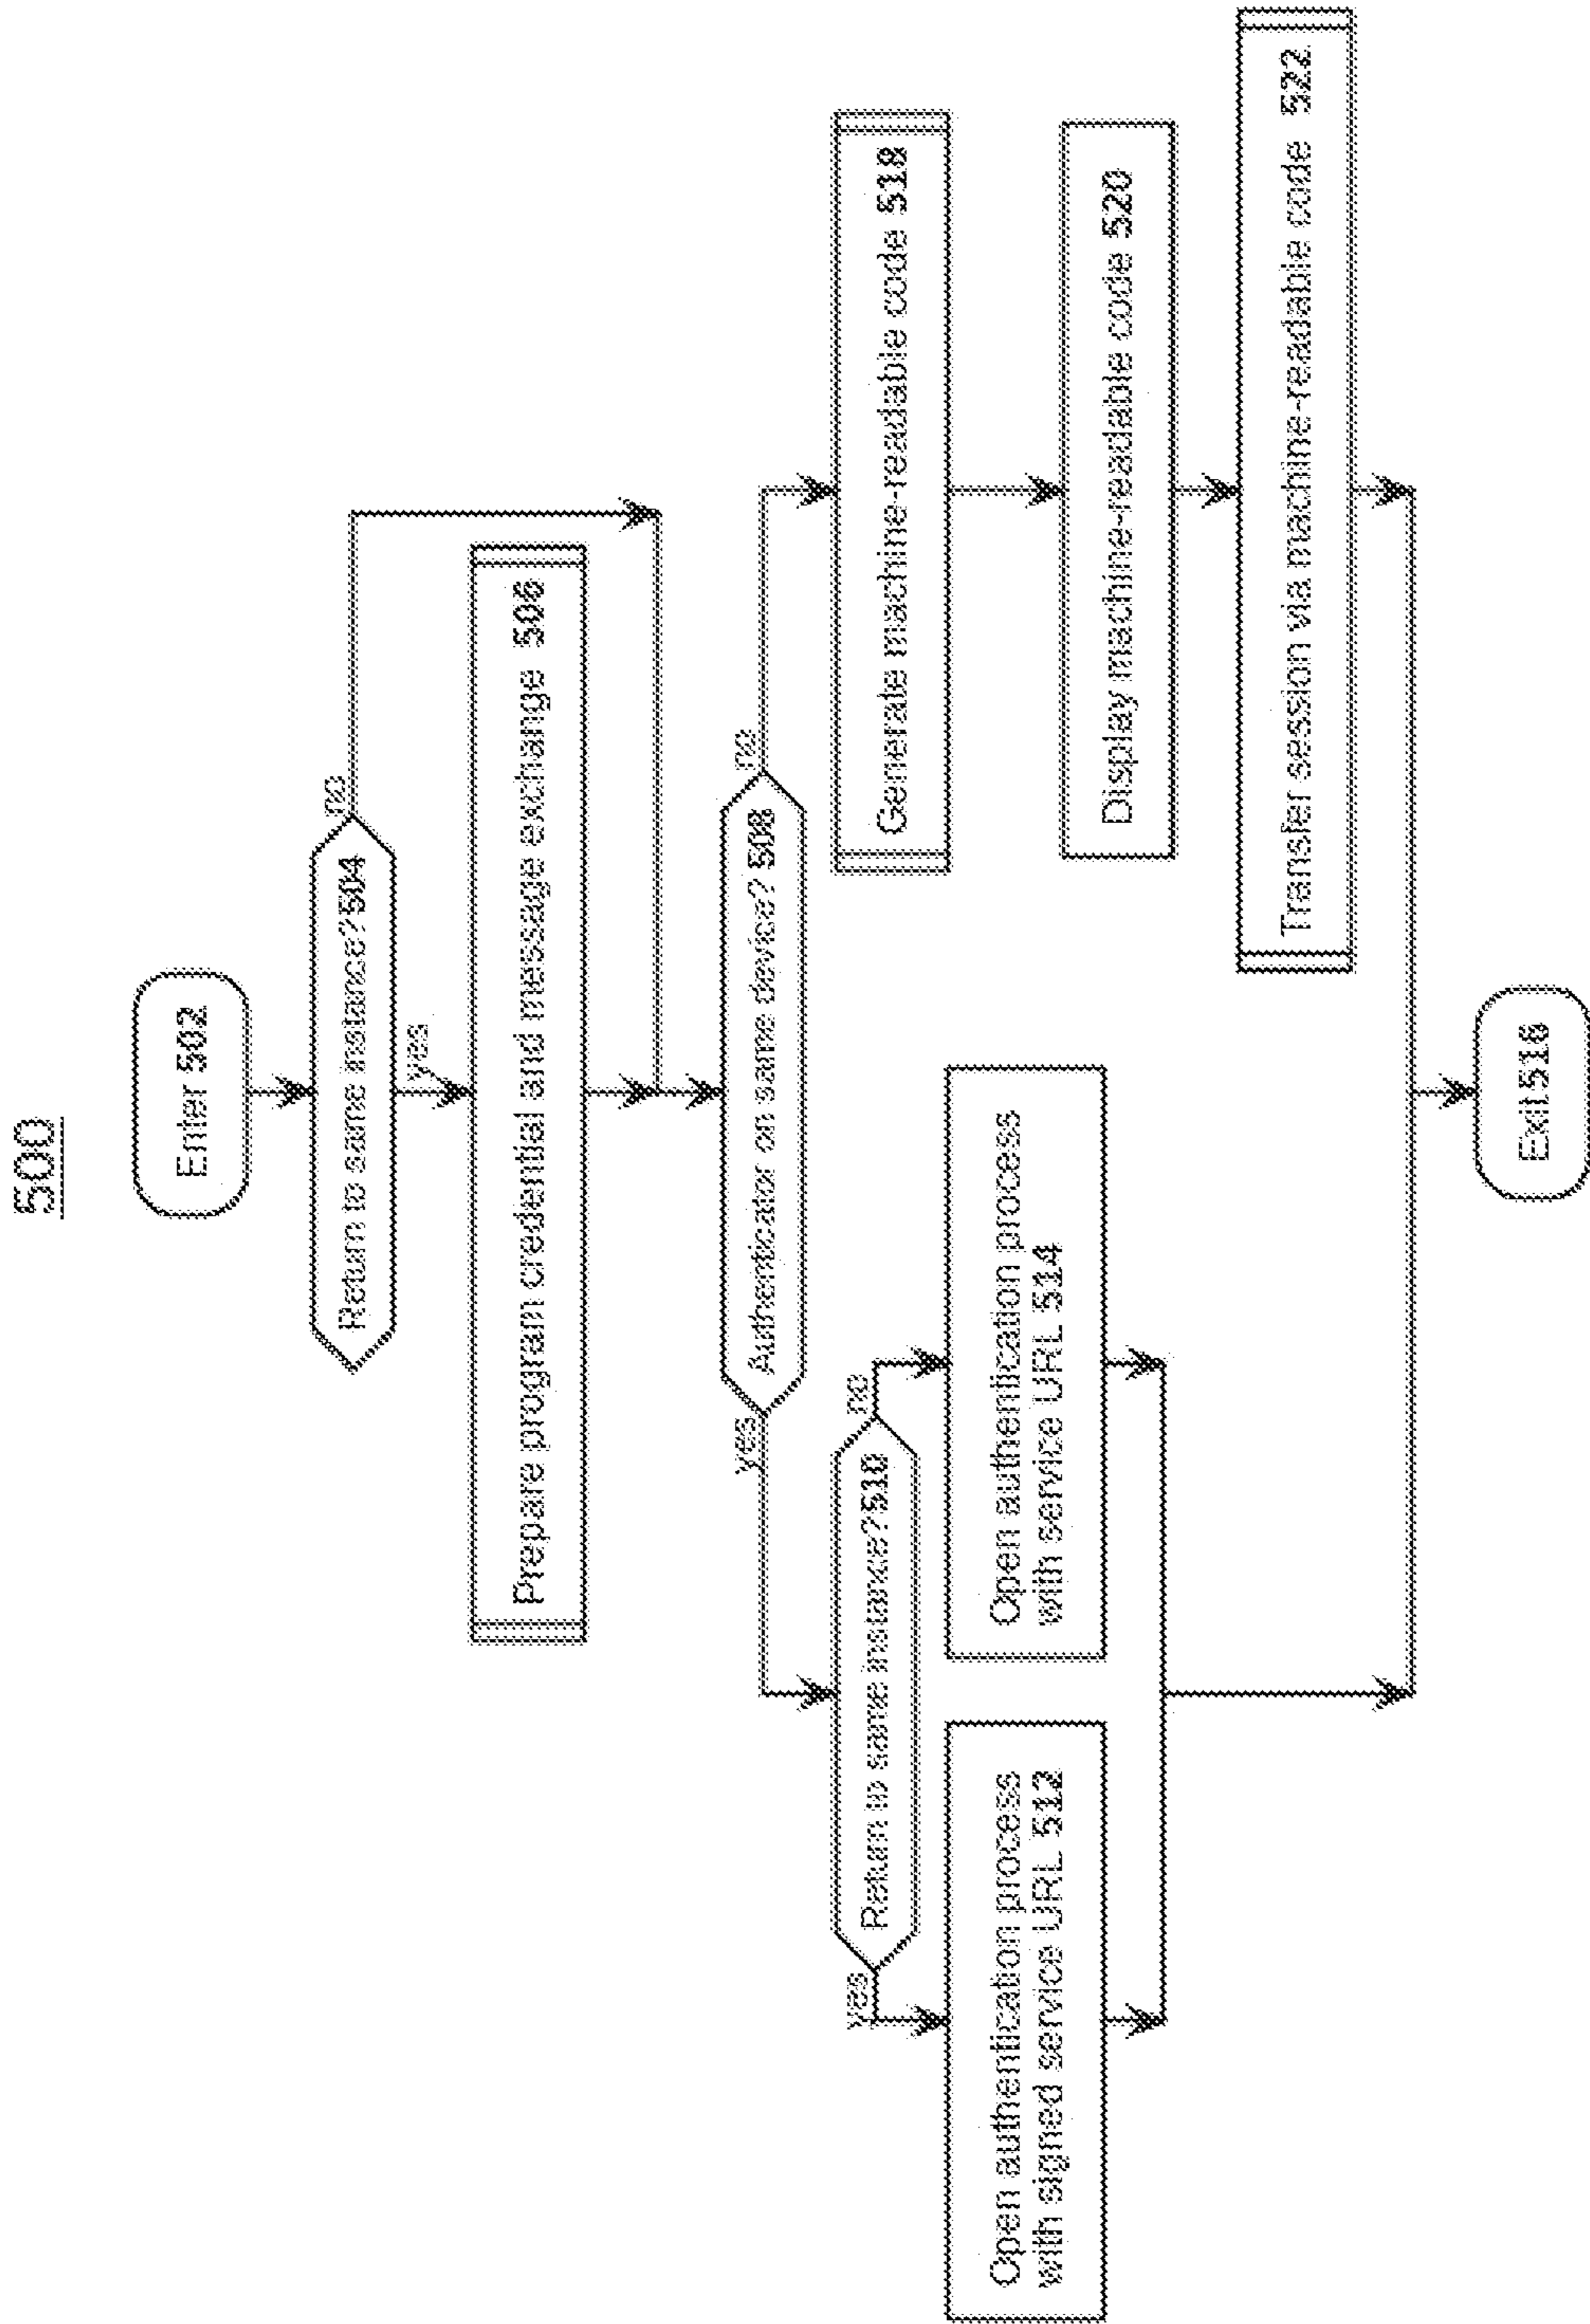 500
Enter 502
Return to same instance? 504
no
yes
Prepare program credential and message exchange 506
Authenticator on same device? 508
yes
no
Return to same instance? 510
yes
no
Open authentication process
with signed service URL 512
Open authentication process
with service URL 514
Generate machine-readable code 518
Display machine-readable code 520
Transfer session via machine-readable code 522
Exit 516